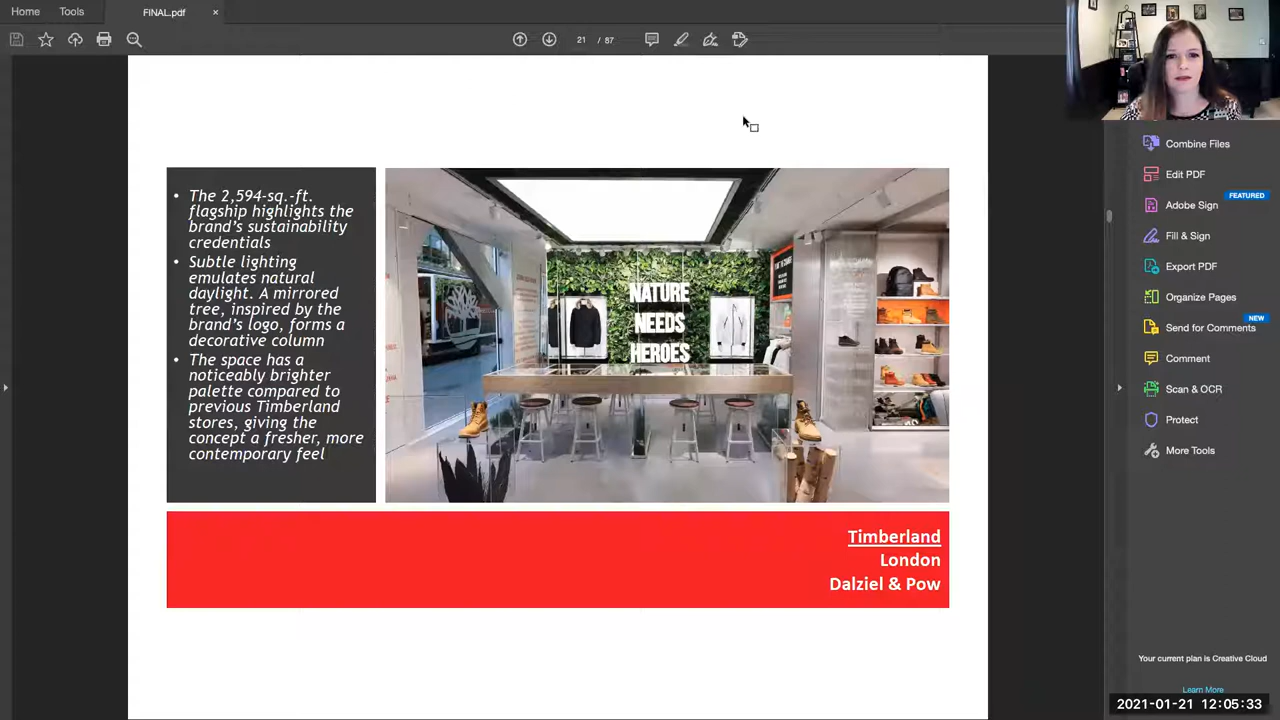 Home
Tools
FINAL.pdf
×
21 / 87
• The 2,594-sq.-ft.
flagship highlights the
brand's sustainability
credentials
• Subtle lighting
emulates natural
daylight. A mirrored
tree, inspired by the
brand's logo, forms a
decorative column
• The space has a
noticeably brighter
palette compared to
previous Timberland
stores, giving the
concept a fresher, more
contemporary feel
NATURE
NEEDS
HEROES
Timberland
London
Dalziel & Pow
Combine Files
Edit PDF
FEATURED
Adobe Sign
Fill & Sign
Export PDF
Organize Pages
NEW
Send for Comments
Comment
Scan & OCR
Protect
More Tools
Your current plan is Creative Cloud
Learn More
2021-01-21 12:05:33